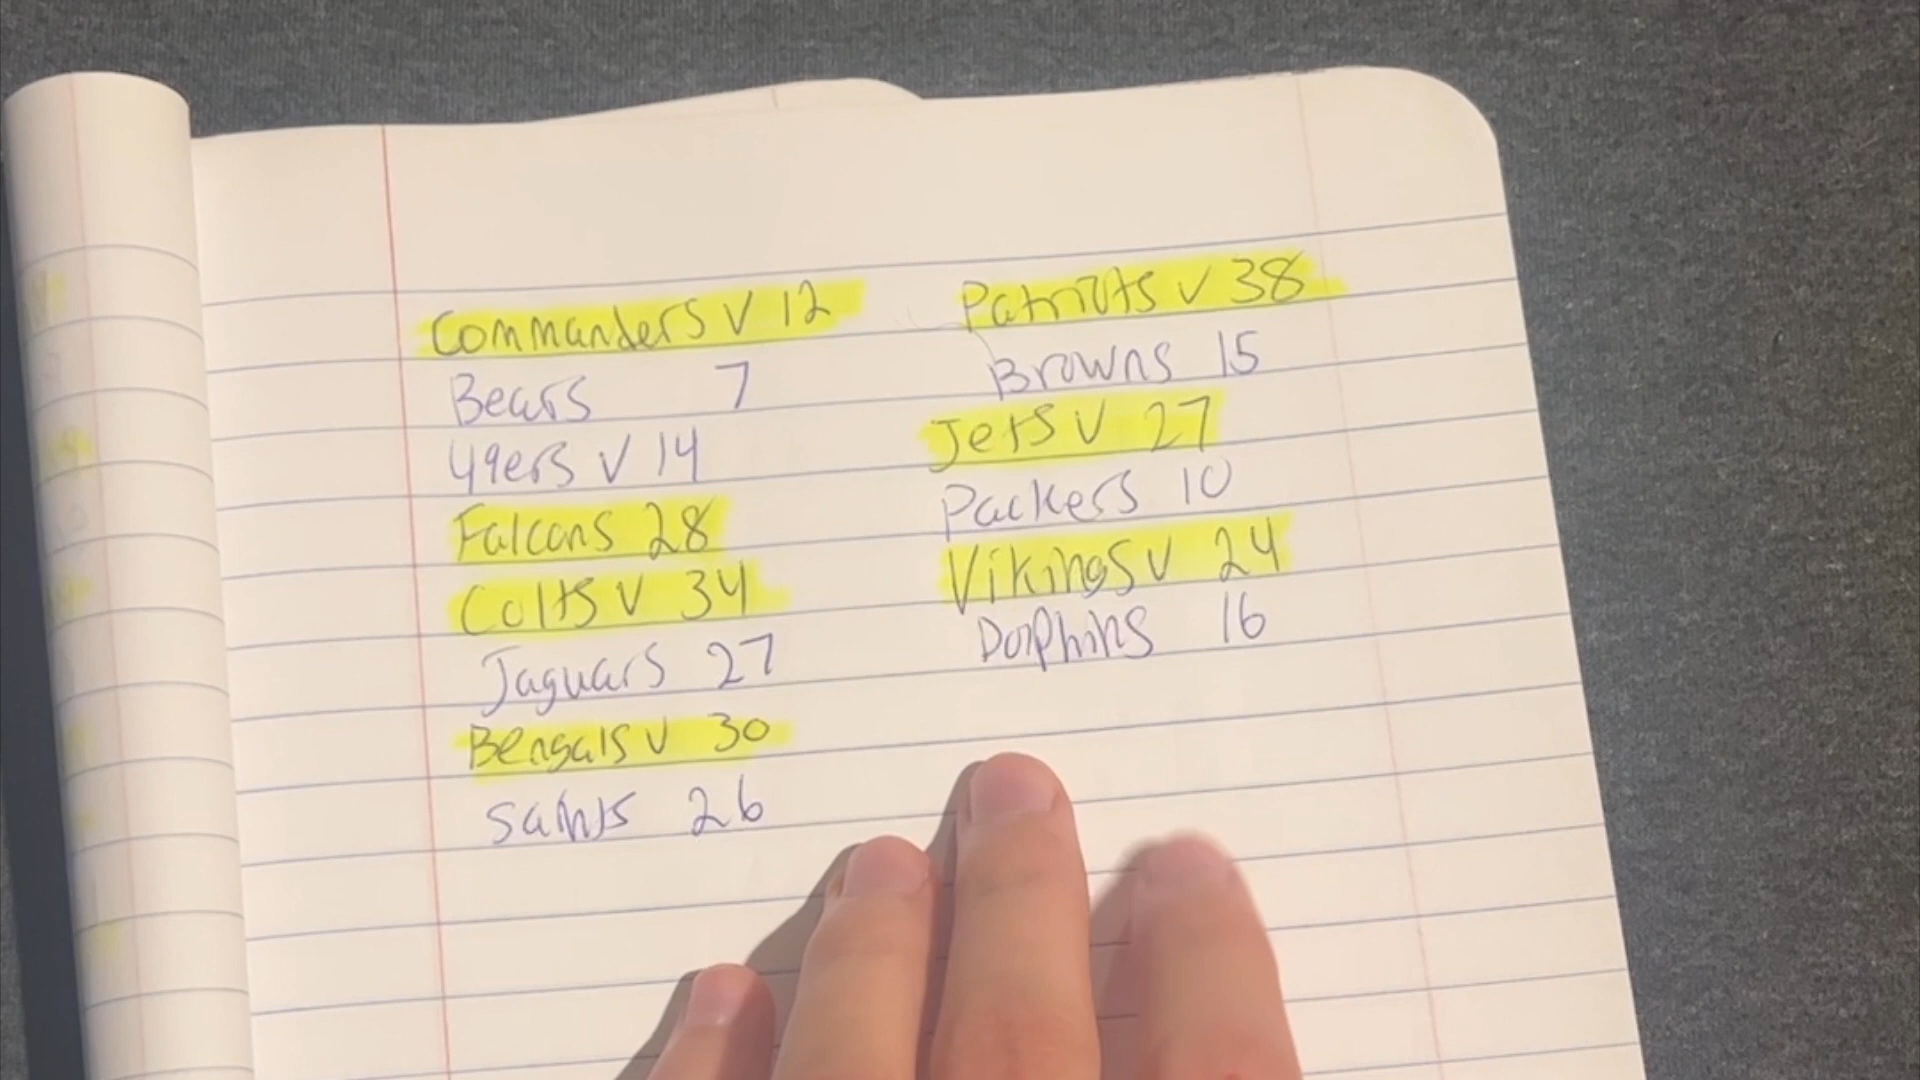 Commanders v 12
Bears 7
49ers v 14
Falcons 28
Colts v 34
Jaguars 27
Bengals v 30
Saints 26
Patriots v 38
Browns 15
Jets v 27
Packers 10
Vikings v 24
Dolphins 16